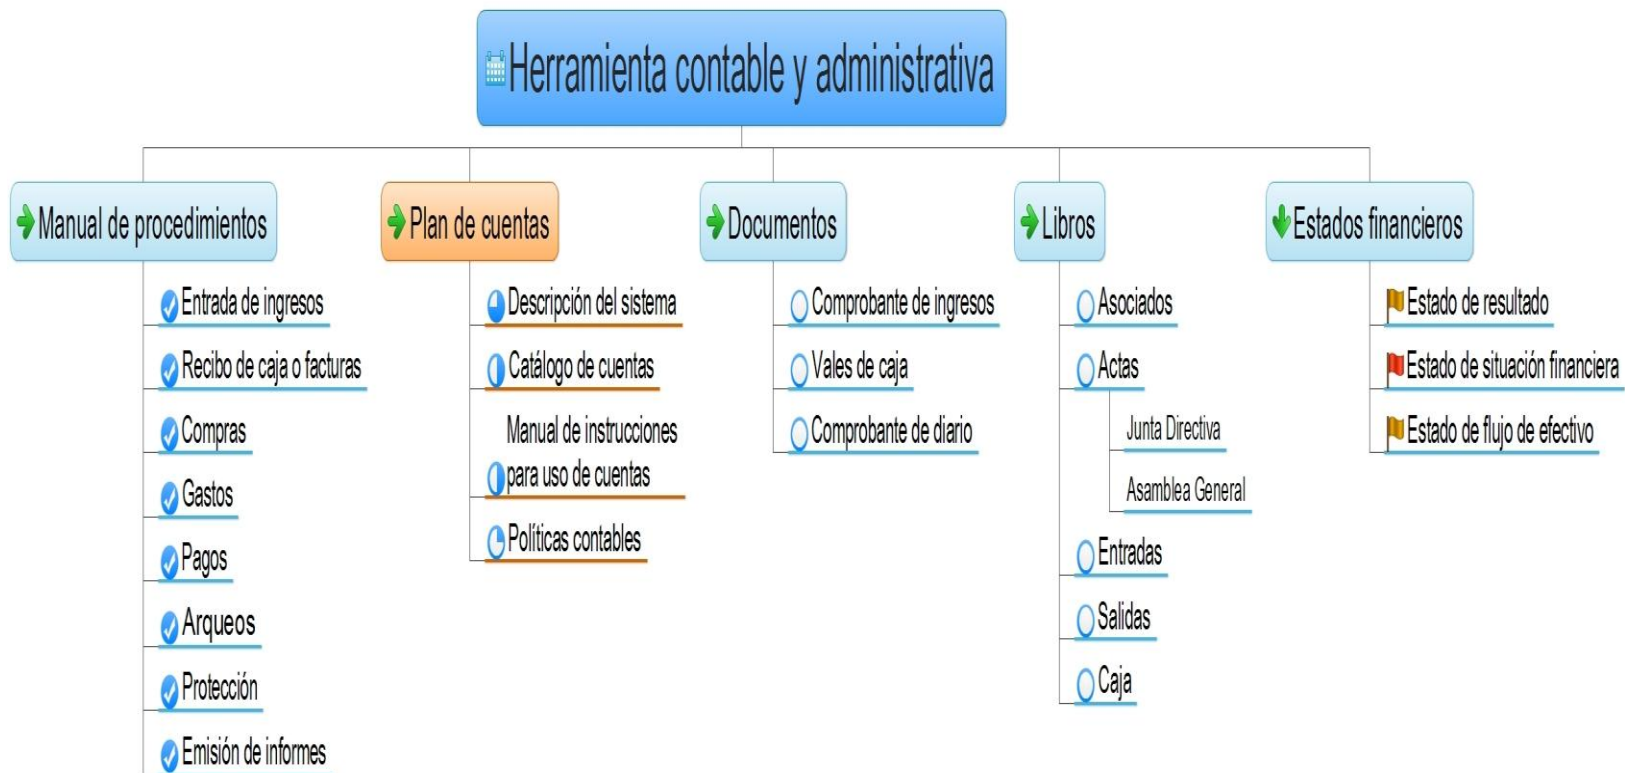 Herramienta contable y administrativa
Manual de procedimientos
Entrada de ingresos
Recibo de caja o facturas
Compras
Gastos
Pagos
Arqueos
Protección
Emisión de informes
Plan de cuentas
Descripción del sistema
Catálogo de cuentas
Manual de instrucciones
para uso de cuentas
Políticas contables
Documentos
Comprobante de ingresos
Vales de caja
Comprobante de diario
Libros
Asociados
Actas
Junta Directiva
Asamblea General
Entradas
Salidas
Caja
Estados financieros
Estado de resultado
Estado de situación financiera
Estado de flujo de efectivo